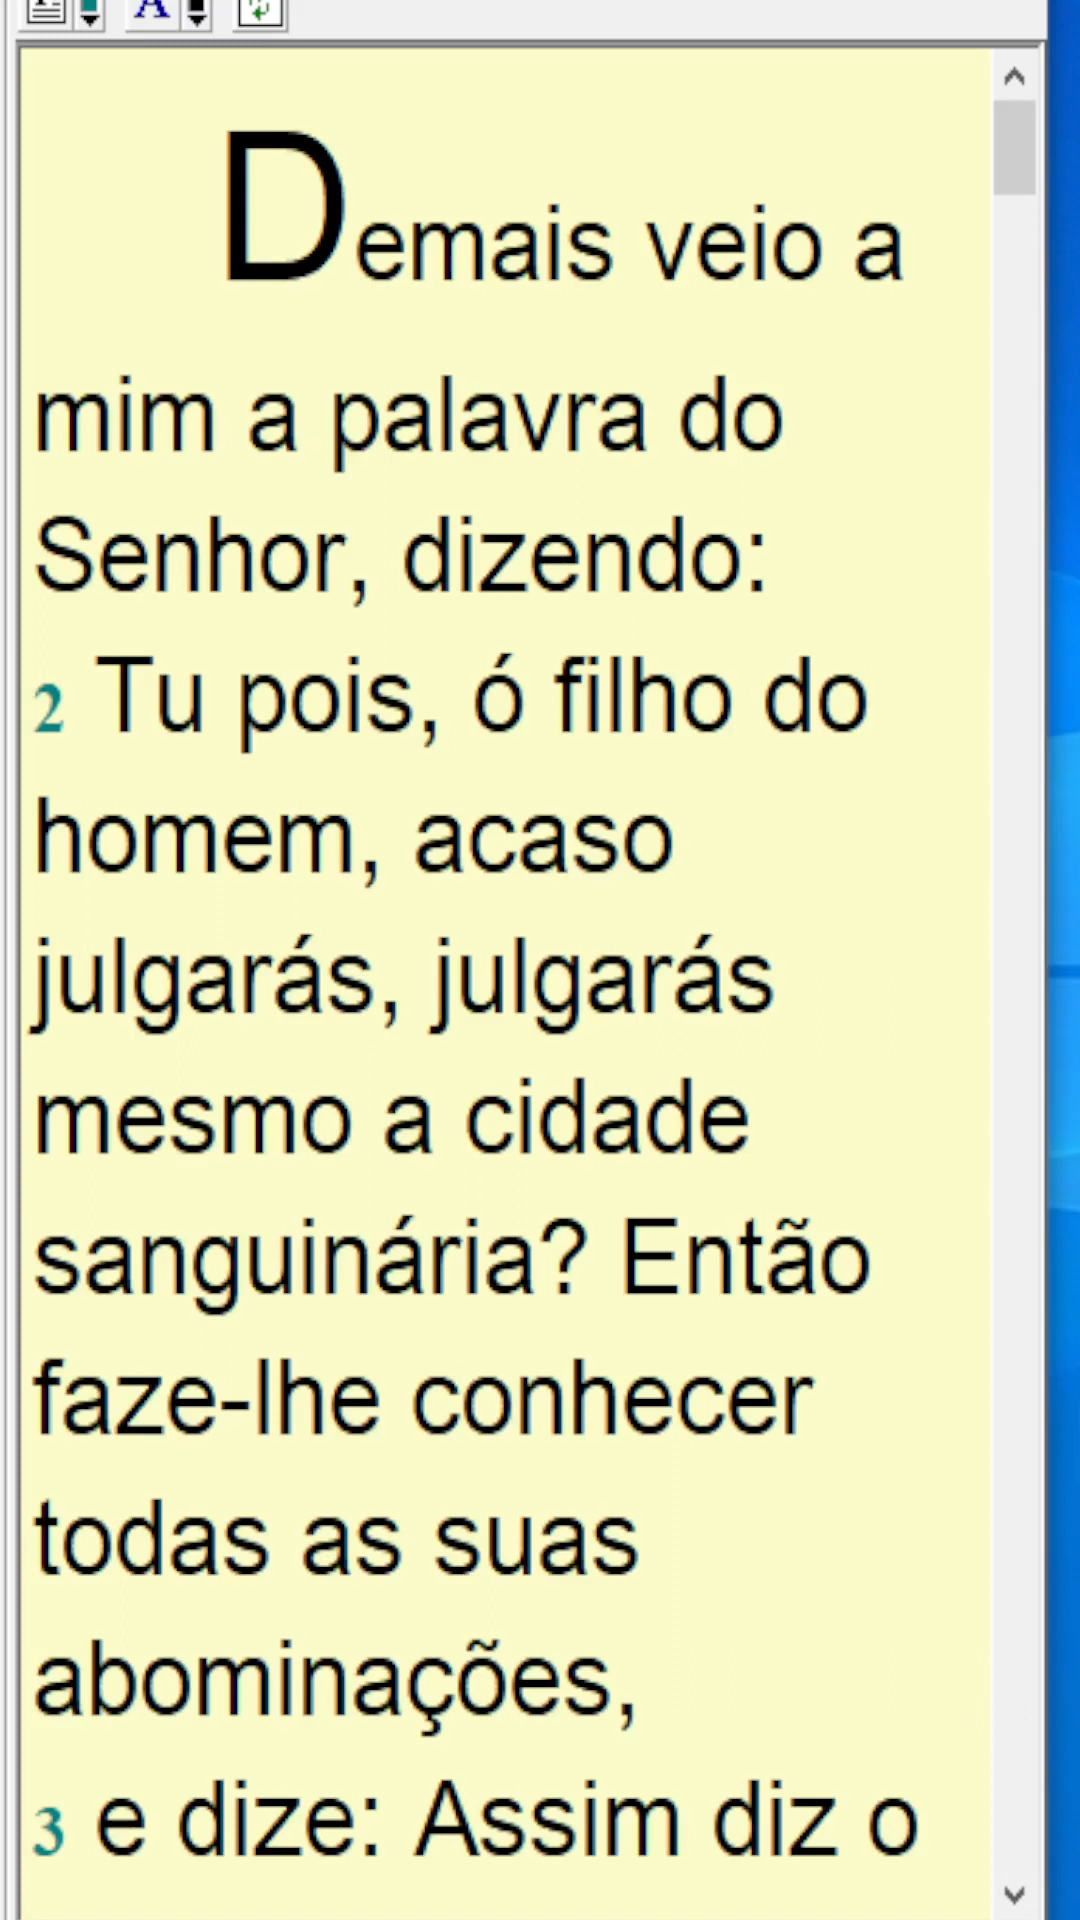 Demais veio a
mim a palavra do
Senhor, dizendo:
2 Tu pois, ó filho do
homem, acaso
julgarás, julgarás
mesmo a cidade
sanguinária? Então
faze-lhe conhecer
todas as suas
abominações,
3 e dize: Assim diz o